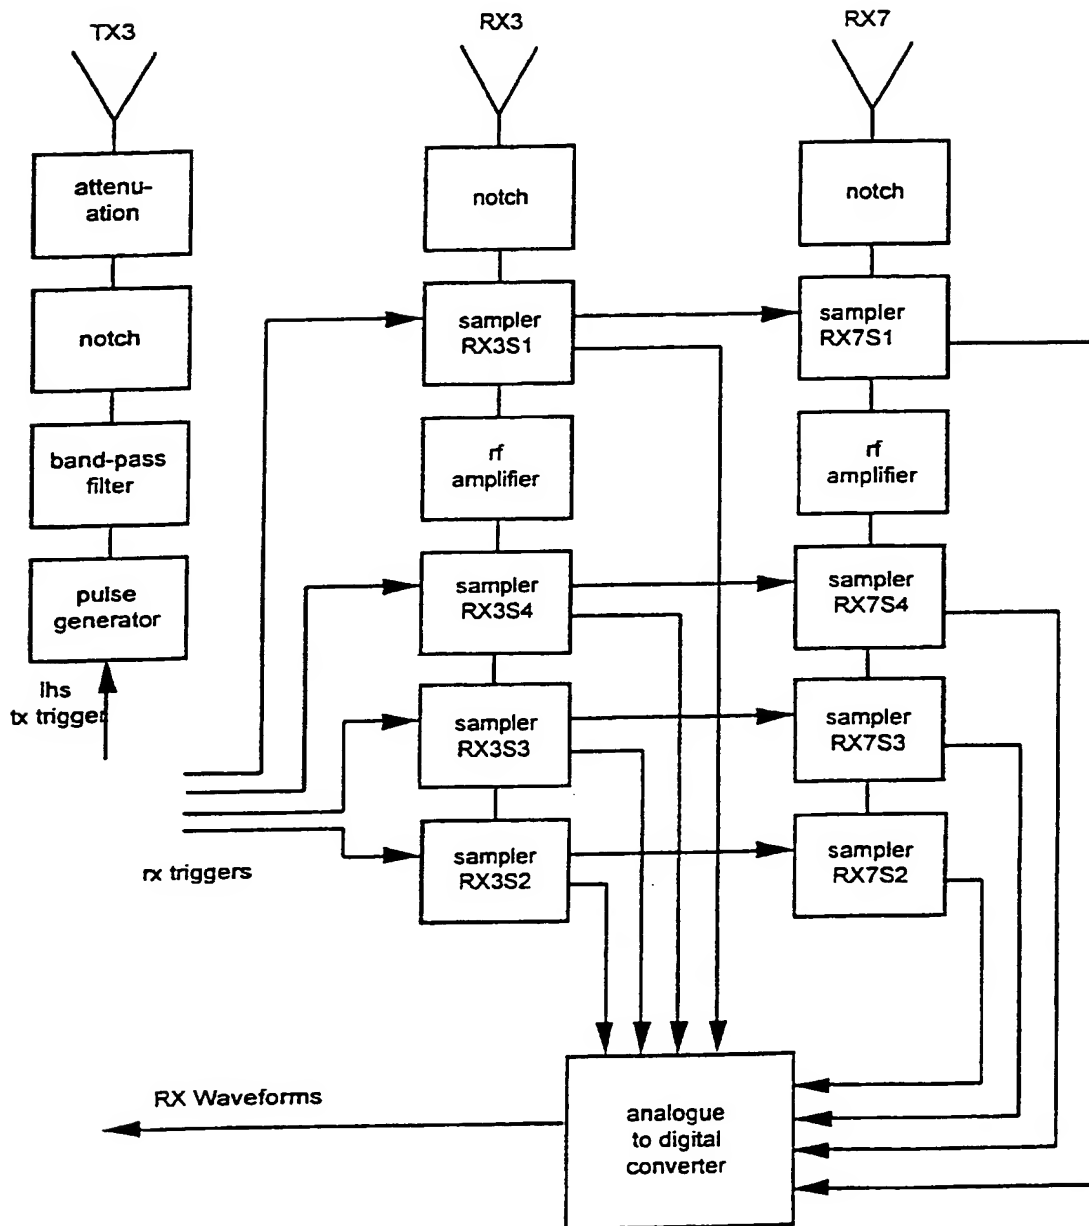 TX3
RX3
RX7
attenu-
ation
notch
notch
notch
sampler
RX3S1
sampler
RX7S1
band-pass
filter
rf
amplifier
rf
amplifier
pulse
generator
sampler
RX3S4
sampler
RX7S4
lhs
tx trigger
sampler
RX3S3
sampler
RX7S3
rx triggers
sampler
RX3S2
sampler
RX7S2
RX Waveforms
analogue
to digital
converter